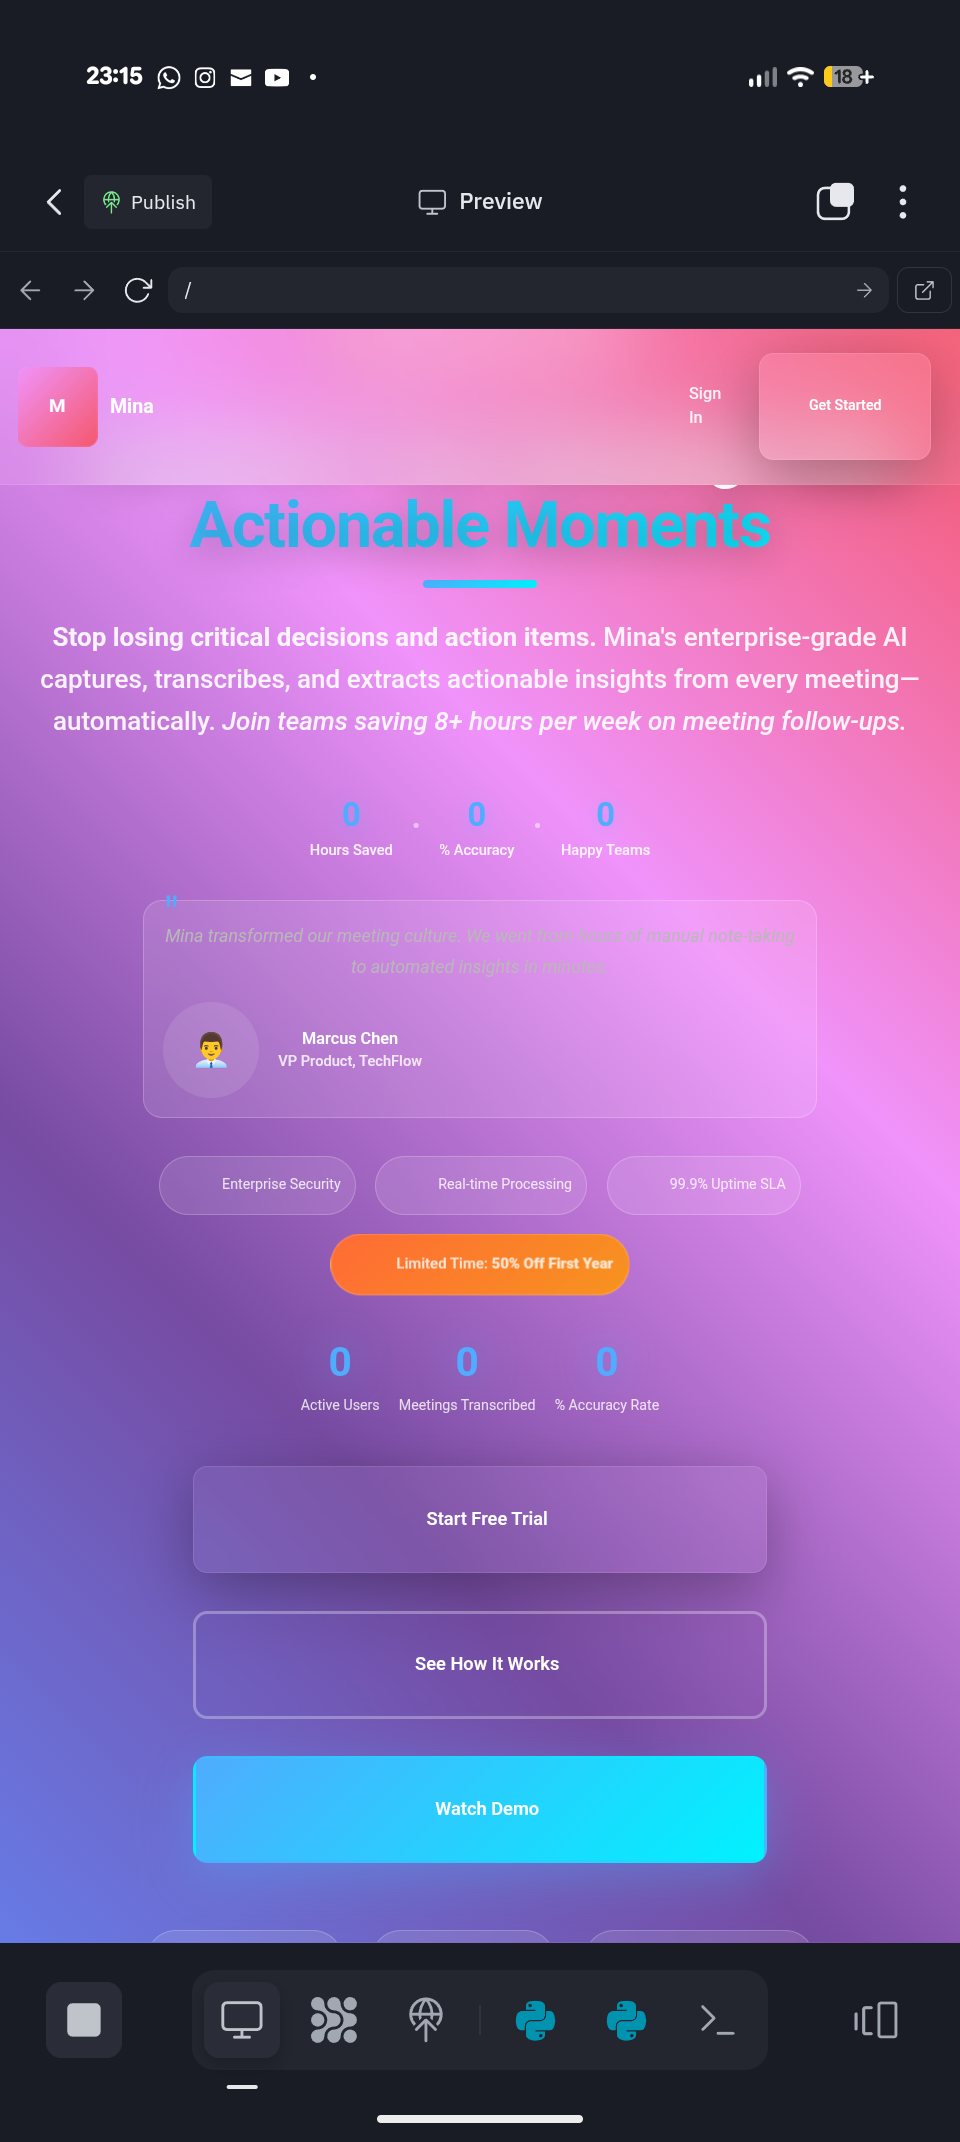 23:15
18
Publish
Preview
/
M
Mina
Sign
In
Get Started
Actionable Moments
Stop losing critical decisions and action items. Mina's enterprise-grade AI
captures, transcribes, and extracts actionable insights from every meeting—
automatically. Join teams saving 8+ hours per week on meeting follow-ups.
0 0 0
Hours Saved % Accuracy Happy Teams
"
Mina transformed our meeting culture. We went from hours of manual note-taking
to automated insights in minutes.
Marcus Chen
VP Product, TechFlow
Enterprise Security Real-time Processing 99.9% Uptime SLA
Limited Time: 50% Off First Year
0 0 0
Active Users Meetings Transcribed % Accuracy Rate
Start Free Trial
See How It Works
Watch Demo